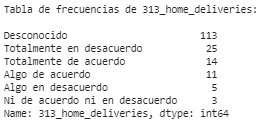 Tabla de frecuencias de 313_home_deliveries:
Desconocido 113
Totalmente en desacuerdo 25
Totalmente de acuerdo 14
Algo de acuerdo 11
Algo en desacuerdo 5
Ni de acuerdo ni en desacuerdo 3
Name: 313_home_deliveries, dtype: int64